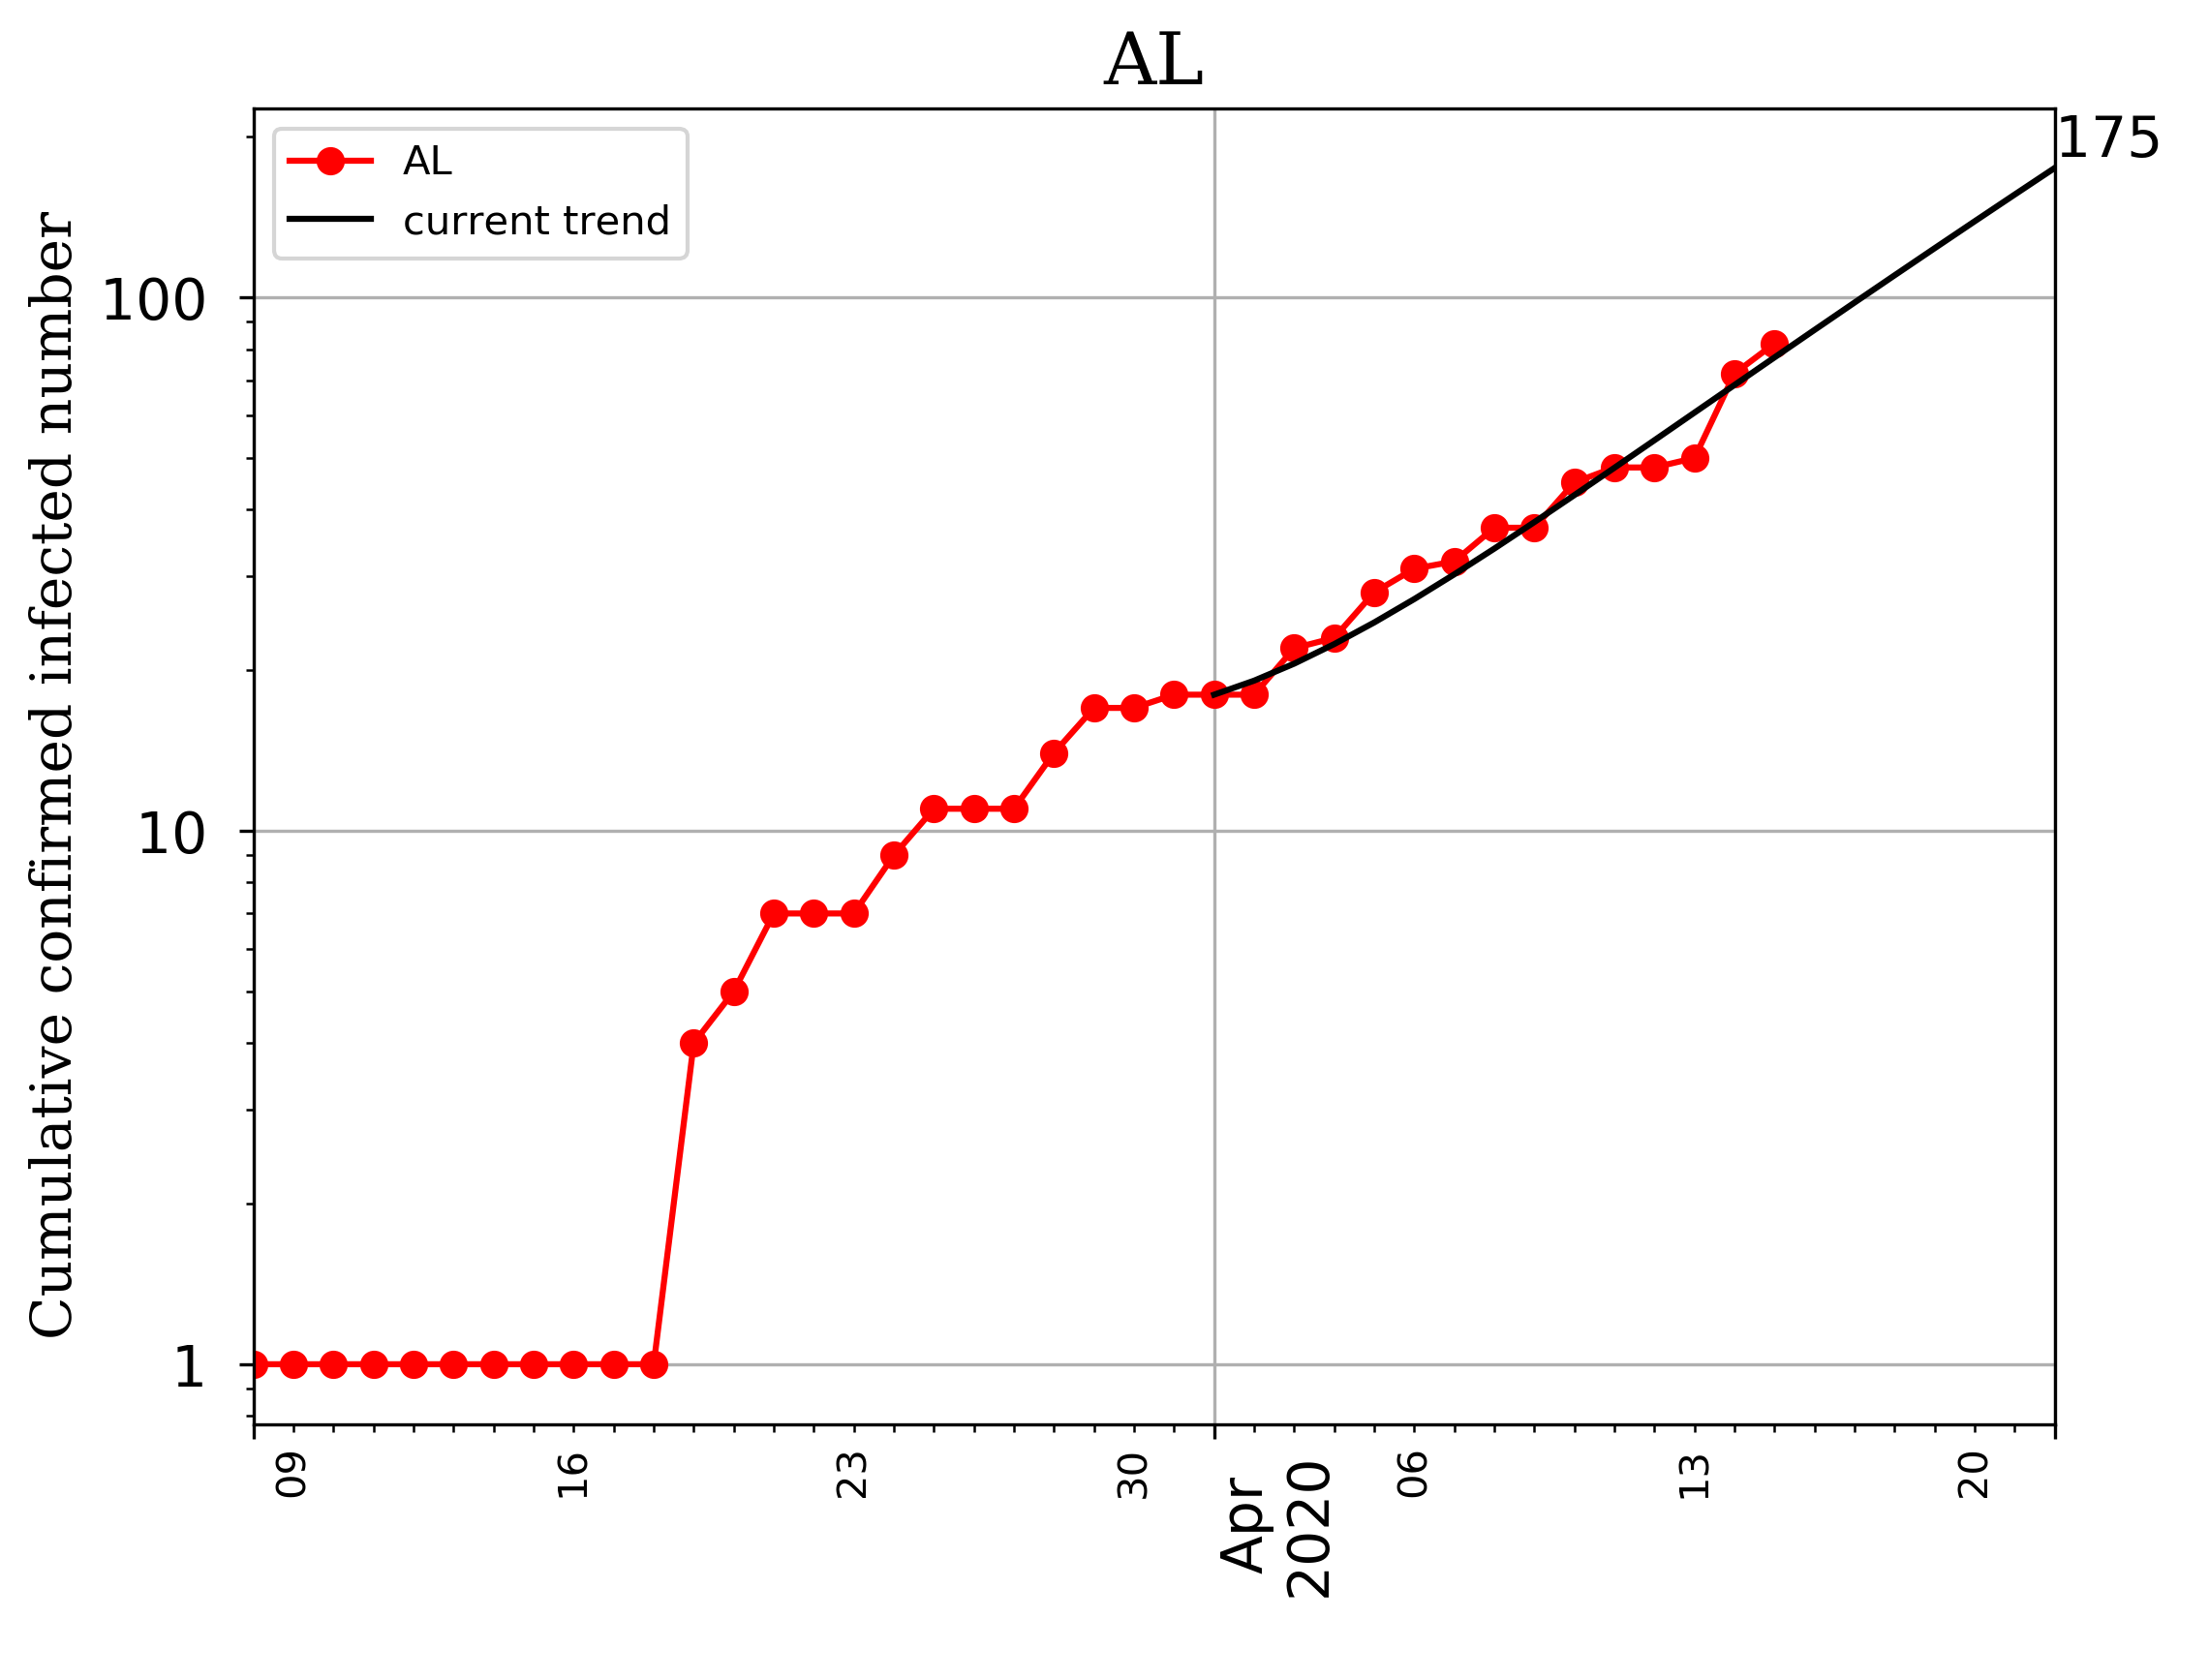 AL
175
AL
current trend
Cumulative confirmed infected number
100
10
1
09
16
23
30
Apr
2020
06
13
20